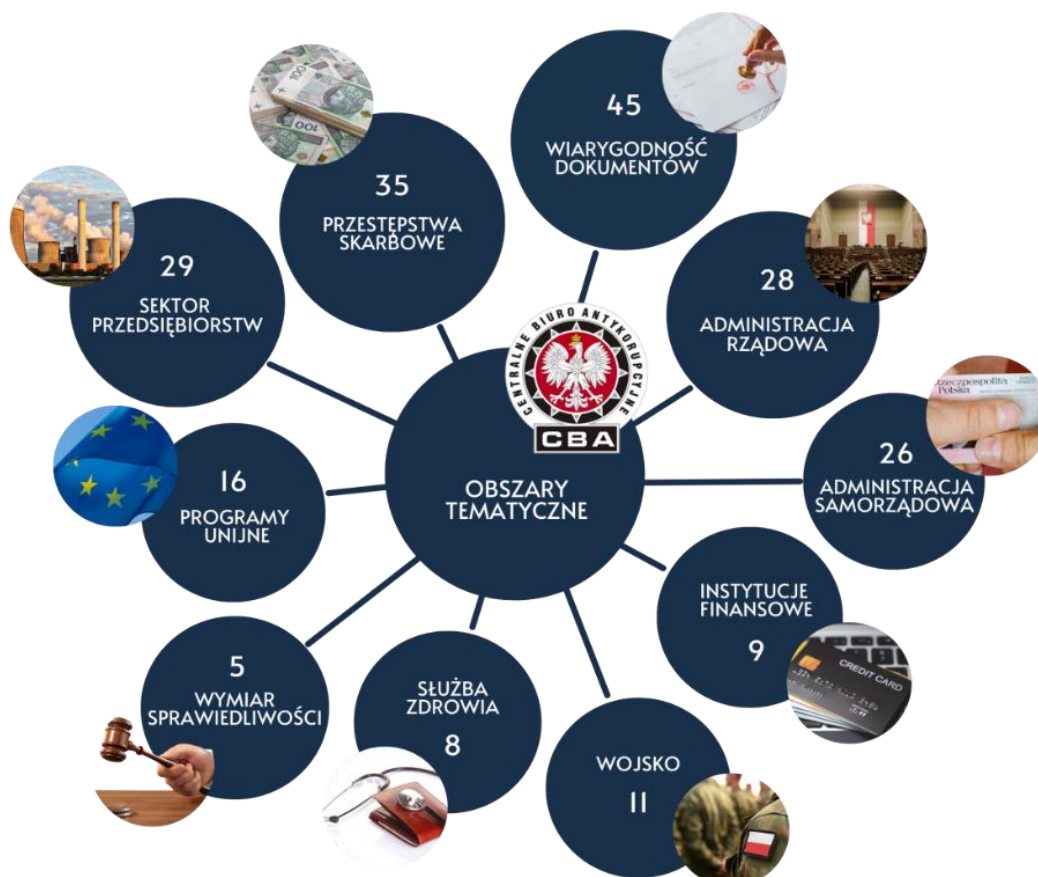 45
WIARYGODNOŚĆ
DOKUMENTÓW
100
100
35
PRZESTĘPSTWA
SKARBOWE
29
SEKTOR
PRZEDSIĘBIORSTW
28
ADMINISTRACJA
RZĄDOWA
CENTRALNE BIURO ANTYKORUPCYJNE
CBA
Rzeczpospolita
Polska
26
ADMINISTRACJA
SAMORZĄDOWA
16
PROGRAMY
UNIJNE
OBSZARY
TEMATYCZNE
INSTYTUCJE
FINANSOWE
9
CREDIT CARD
5
WYMIAR
SPRAWIEDLIWOŚCI
SŁUŻBA
ZDROWIA
8
WOJSKO
11